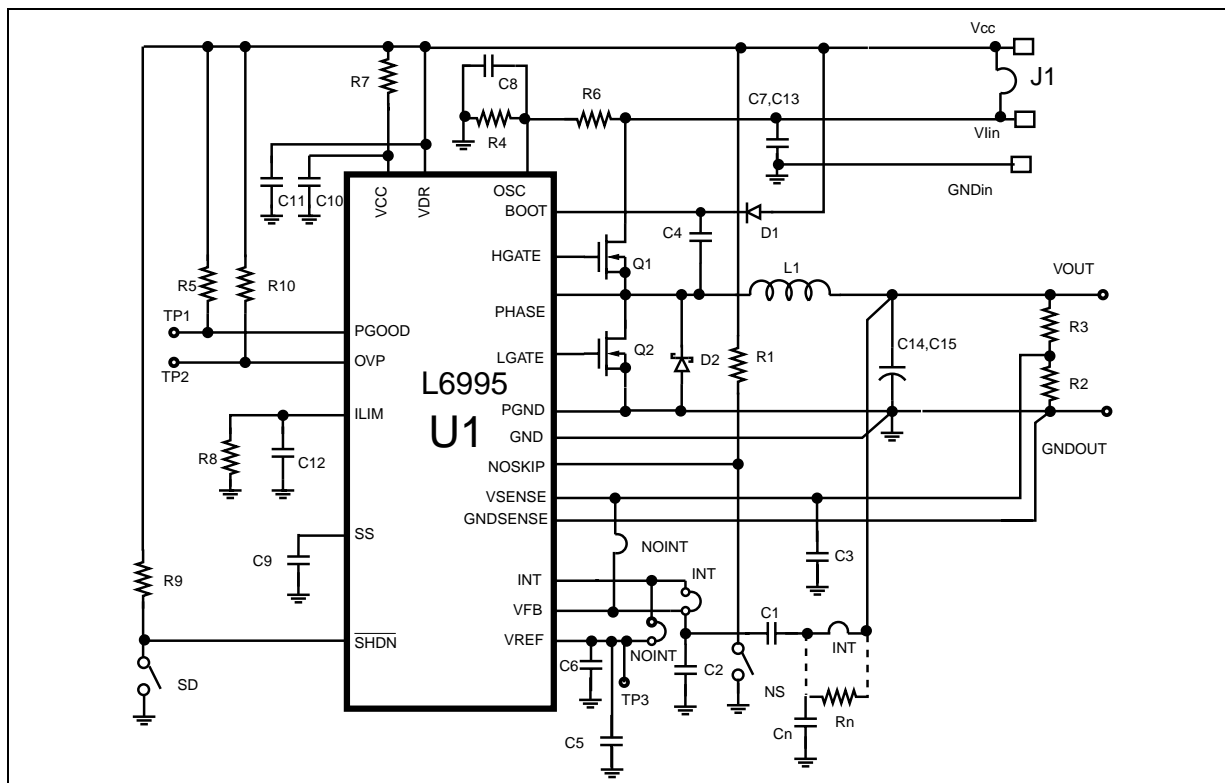 Vcc
R7
C8
J1
R6
C7,C13
R4
VIin
OSC
GNDin
C11
C10
VCC
VDR
BOOT
D1
C4
HGATE
Q1
L1
VOUT
R5
R10
PHASE
TP1
PGOOD
R3
Q2
R1
C14,C15
LGATE
D2
TP2
OVP
L6995
R2
U1
PGND
ILIM
GND
GNDOUT
R8
C12
NOSKIP
VSENSE
GNDSENSE
SS
NOINT
C3
C9
INT
INT
R9
VFB
C1
SHDN
VREF
NOINT
INT
C6
C2
SD
TP3
NS
Rn
Cn
C5